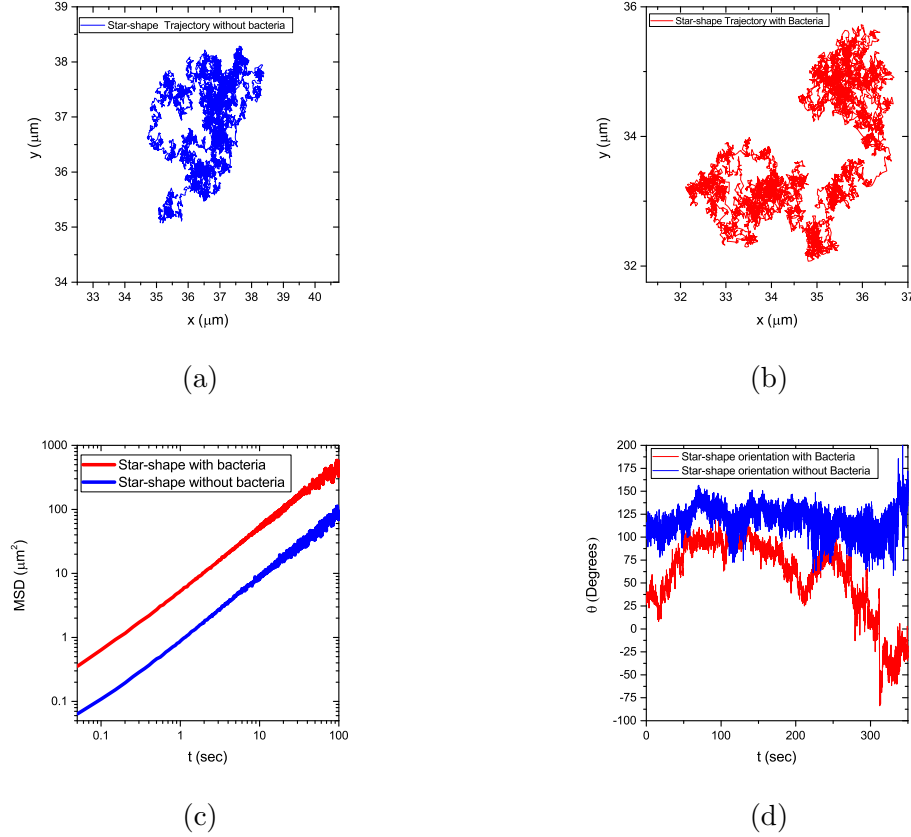 Star-shape Trajectory without bacteria
39
38
37
36
35
34
y (μm)
33 34 35 36 37 38 39 40
x (μm)
(a)
Star-shape Trajectory with Bacteria
36
35
34
33
32
y (μm)
32 33 34 35 36 37
x (μm)
(b)
Star-shape with bacteria
Star-shape without bacteria
1000
100
10
1
0.1
MSD (μm²)
0.1 1 10 100
t (sec)
(c)
Star-shape orientation with Bacteria
Star-shape orientation without Bacteria
200
175
150
125
100
75
50
25
0
-25
-50
-75
-100
θ (Degrees)
0 100 200 300
t (sec)
(d)